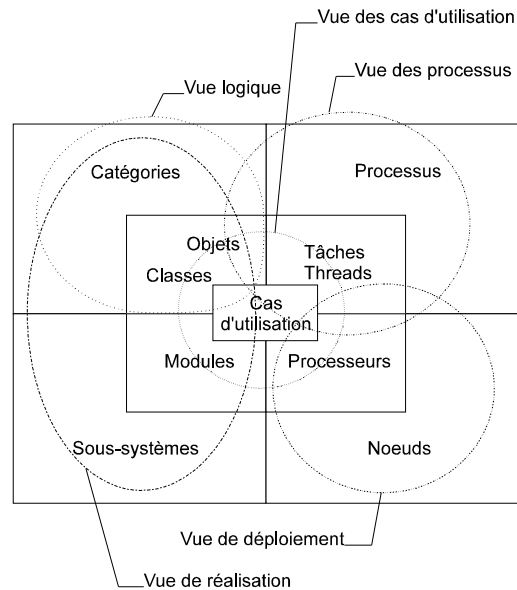 Vue des cas d'utilisation
Vue des processus
Vue logique
Catégories
Processus
Objets
Tâches
Threads
Classes
Cas
d'utilisation
Modules
Processeurs
Sous-systèmes
Noeuds
Vue de déploiement
Vue de réalisation